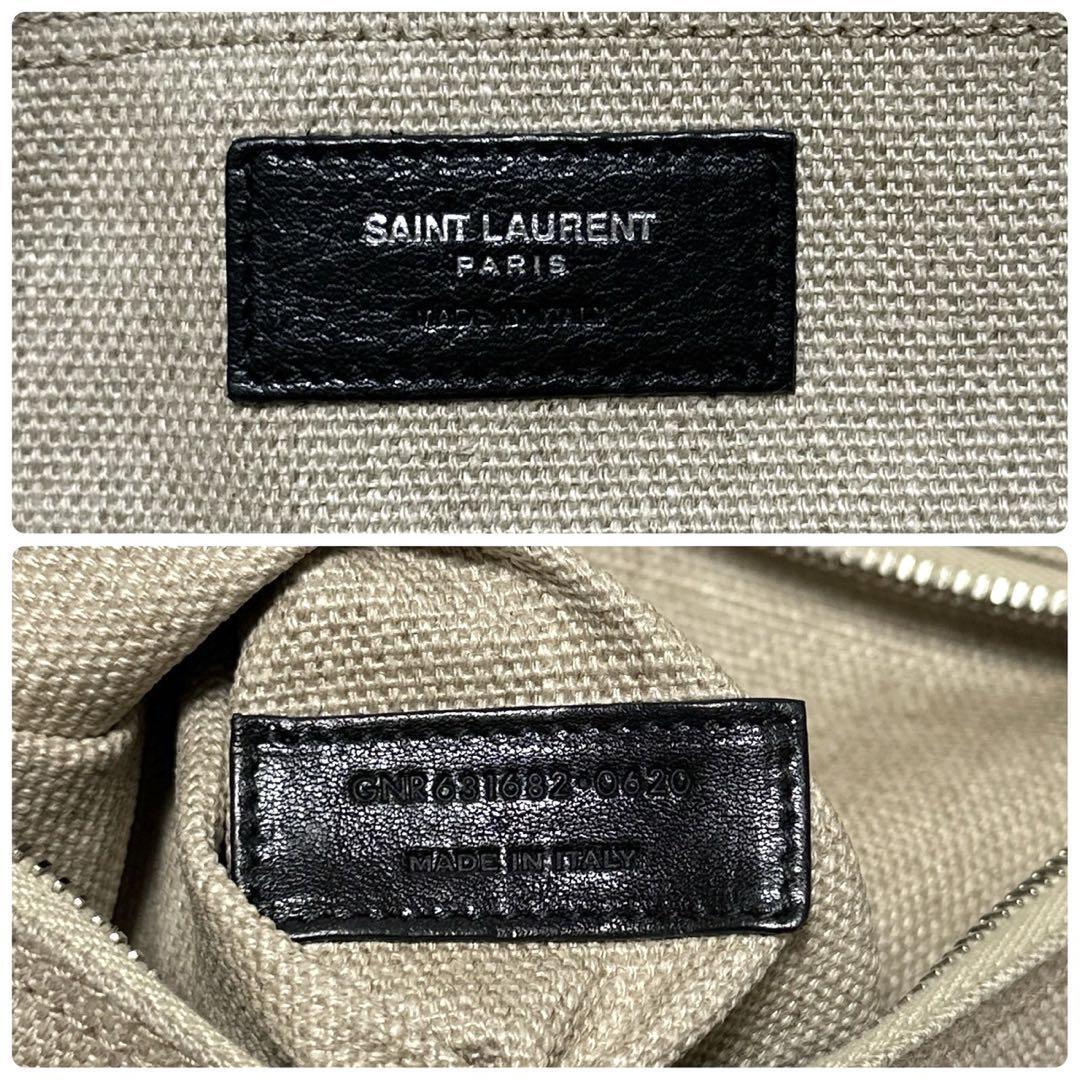 SAINT LAURENT
PARIS
MADE IN ITALY
GNR631682·0620
MADE IN ITALY